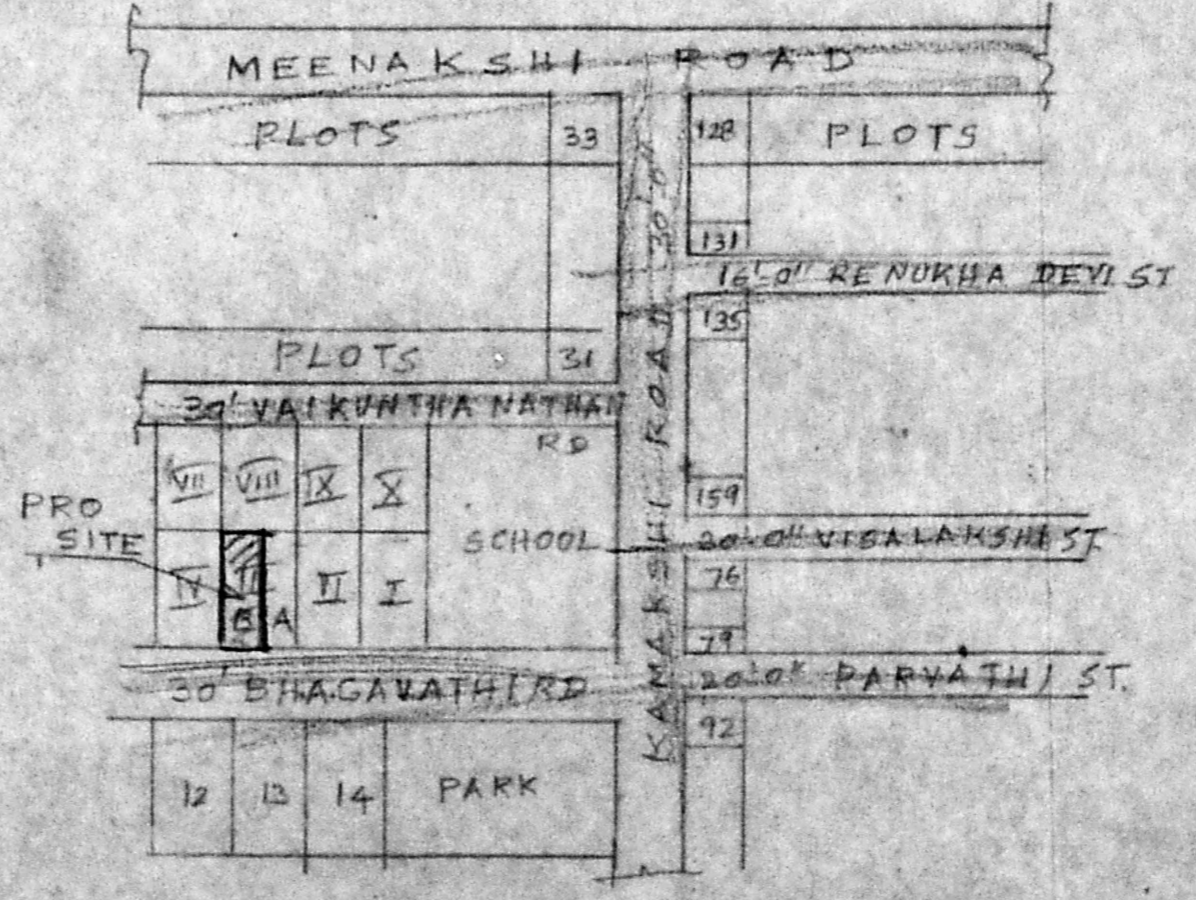 MEENAKSHI ROAD
PLOTS
33
128
PLOTS
131
16'-0" RENUKHA DEVI ST
135
PLOTS
31
30' VAIKUNTHA NATHAN
RD
KAMAKSHI ROAD 30'-0"
VII
VIII
IX
X
159
PRO
SITE
SCHOOL
20'-0" VISALAKSHI ST.
76
IV
III
II
I
B
A
79
30' BHAGAVATHI RD
20'0" PARVATHI ST.
92
12
13
14
PARK